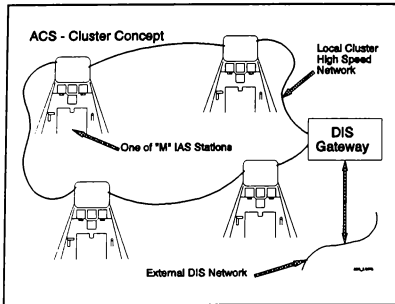 ACS - Cluster Concept
Local Cluster
High Speed
Network
One of "M" IAS Stations
DIS
Gateway
External DIS Network